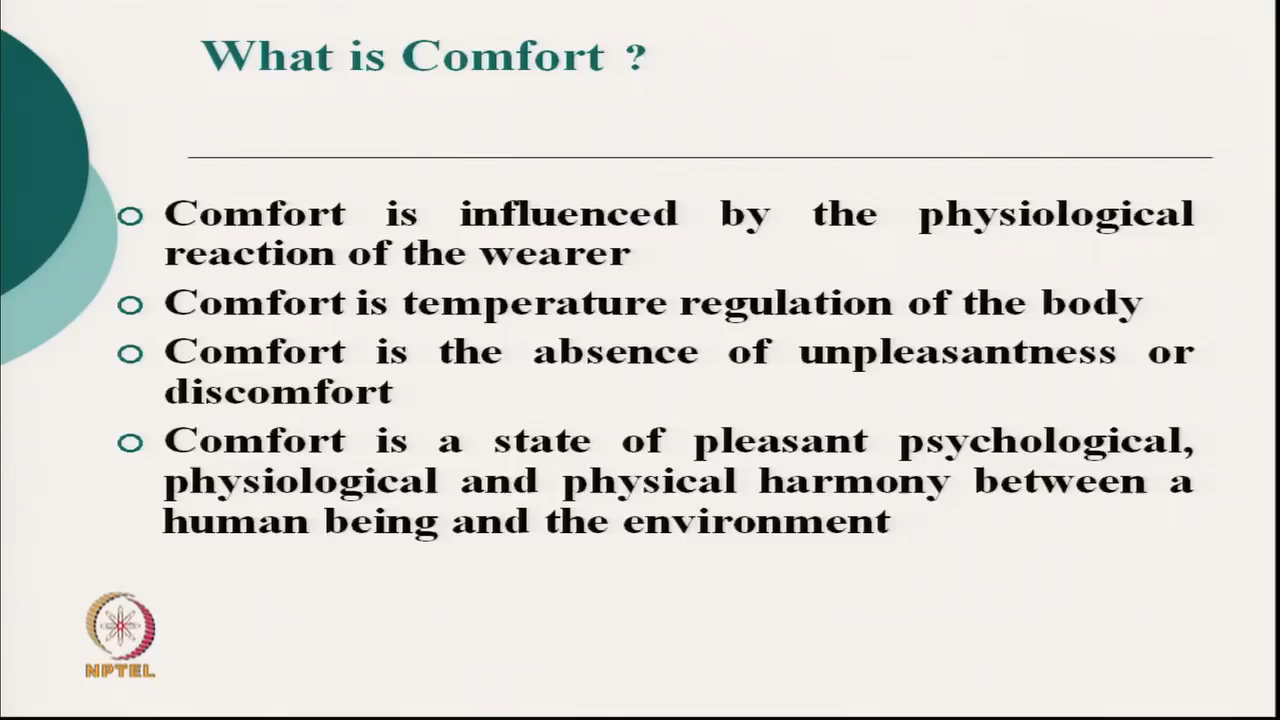 What is Comfort ?
Comfort is influenced by the physiological
reaction of the wearer
Comfort is temperature regulation of the body
Comfort is the absence of unpleasantness or
discomfort
Comfort is a state of pleasant psychological,
physiological and physical harmony between a
human being and the environment
NPTEL